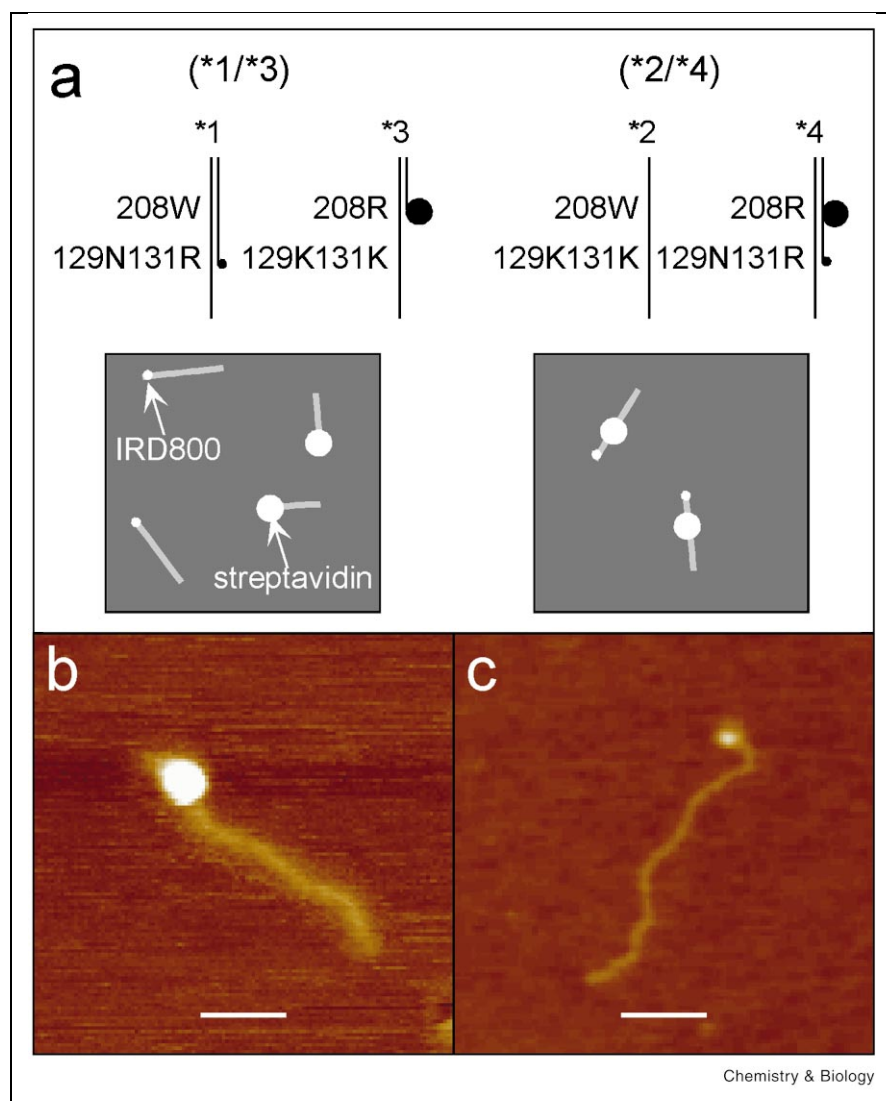 a
(*1/*3) (*2/*4)
*1 *3 *2 *4
208W 208R 208W 208R
129N131R 129K131K 129K131K 129N131R
IRD800
streptavidin
b c
Chemistry & Biology